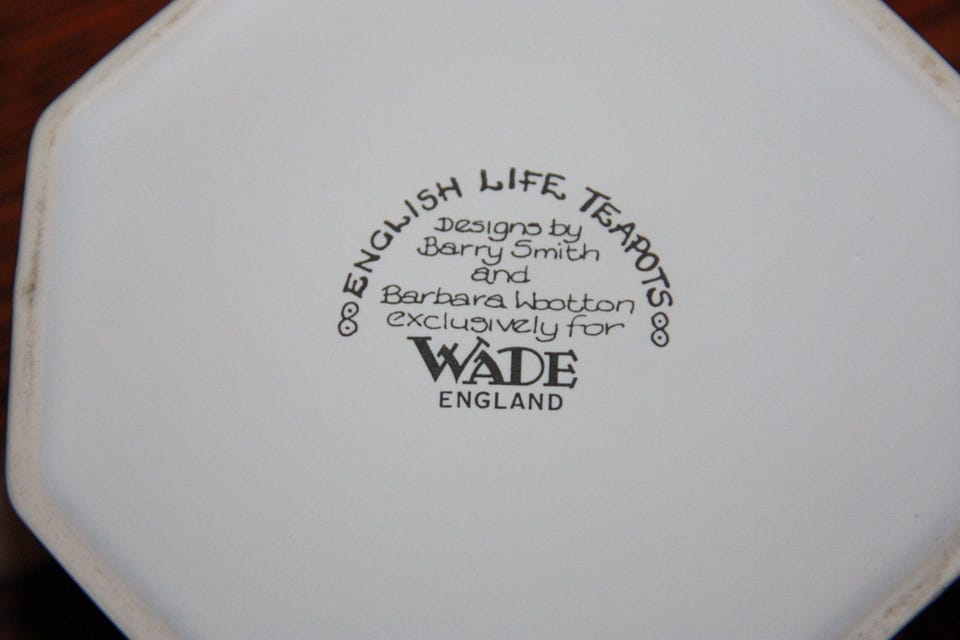 ENGLISH LIFE TEAPOTS
Designs by
Barry Smith
and
Barbara Wootton
exclusively for
WADE
ENGLAND